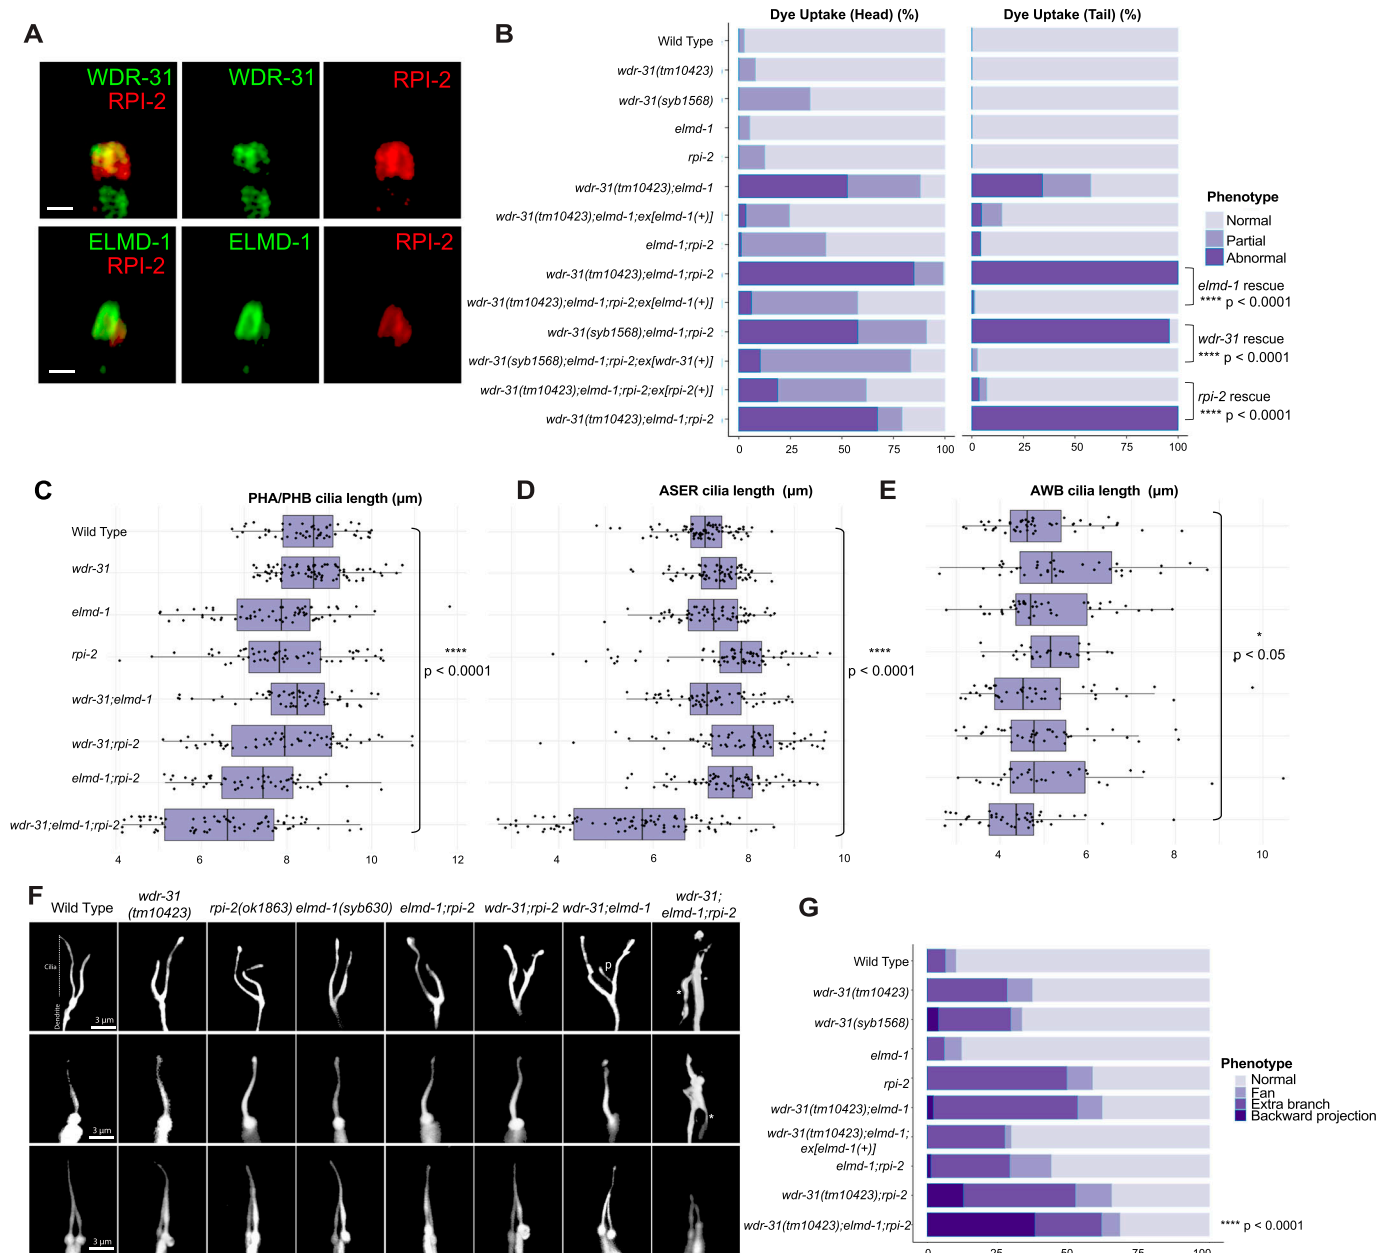 A
WDR-31
RPI-2
WDR-31
RPI-2
ELMD-1
RPI-2
ELMD-1
RPI-2
B
Dye Uptake (Head) (%)
Dye Uptake (Tail) (%)
Wild Type
wdr-31(tm10423)
wdr-31(syb1568)
elmd-1
rpi-2
wdr-31(tm10423);elmd-1
wdr-31(tm10423);elmd-1;ex[elmd-1(+)]
elmd-1;rpi-2
wdr-31(tm10423);elmd-1;rpi-2
wdr-31(tm10423);elmd-1;rpi-2;ex[elmd-1(+)]
wdr-31(syb1568);elmd-1;rpi-2
wdr-31(syb1568);elmd-1;rpi-2;ex[wdr-31(+)]
wdr-31(tm10423);elmd-1;rpi-2;ex[rpi-2(+)]
wdr-31(tm10423);elmd-1;rpi-2
0 25 50 75 100
0 25 50 75 100
Phenotype
Normal
Partial
Abnormal
elmd-1 rescue
**** p < 0.0001
wdr-31 rescue
**** p < 0.0001
rpi-2 rescue
**** p < 0.0001
C
PHA/PHB cilia length (µm)
Wild Type
wdr-31
elmd-1
rpi-2
wdr-31;elmd-1
wdr-31;rpi-2
elmd-1;rpi-2
wdr-31;elmd-1;rpi-2
4 6 8 10 12
****
p < 0.0001
D
ASER cilia length (µm)
4 6 8 10
****
p < 0.0001
E
AWB cilia length (µm)
4 6 8 10
*
p < 0.05
F
Wild Type
wdr-31
(tm10423)
rpi-2(ok1863)
elmd-1(syb630)
elmd-1;rpi-2
wdr-31;rpi-2
wdr-31;elmd-1
wdr-31;
elmd-1;rpi-2
Cilia
Dendrite
3 µm
p
*
3 µm
*
3 µm
G
Wild Type
wdr-31(tm10423)
wdr-31(syb1568)
elmd-1
rpi-2
wdr-31(tm10423);elmd-1
wdr-31(tm10423);elmd-1;
ex[elmd-1(+)]
elmd-1;rpi-2
wdr-31(tm10423);rpi-2
wdr-31(tm10423);elmd-1;rpi-2
0 25 50 75 100
Phenotype
Normal
Fan
Extra branch
Backward projection
**** p < 0.0001